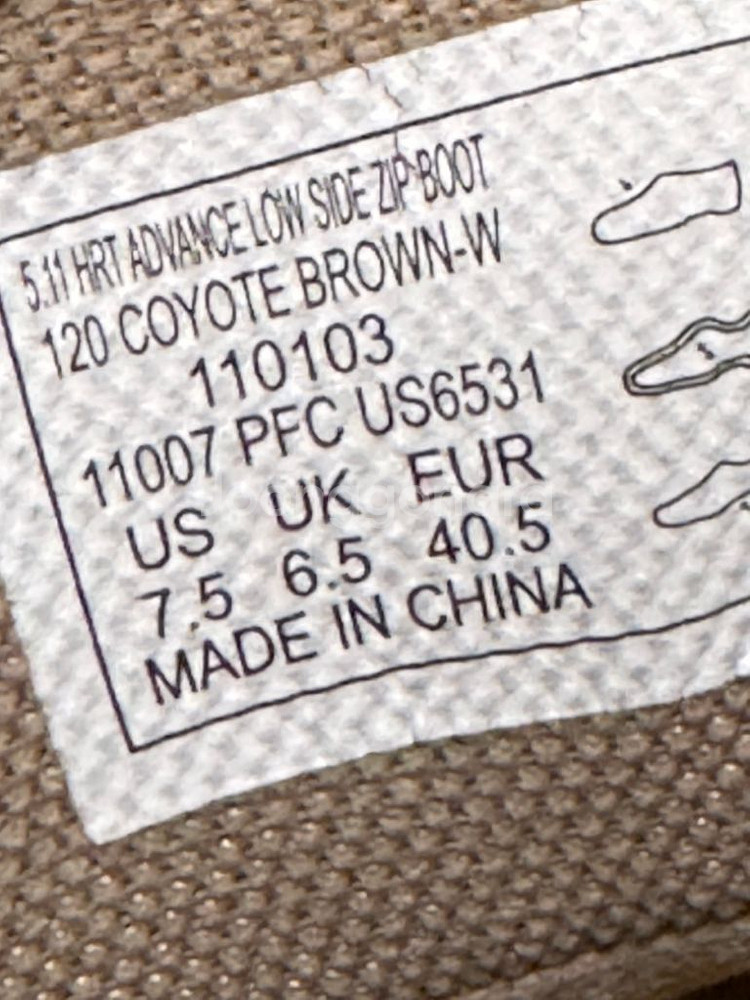 5.11 HRT ADVANCE LOW SIDE ZIP BOOT
120 COYOTE BROWN-W
110103
11007 PFC US6531
US UK EUR
7.5 6.5 40.5
MADE IN CHINA